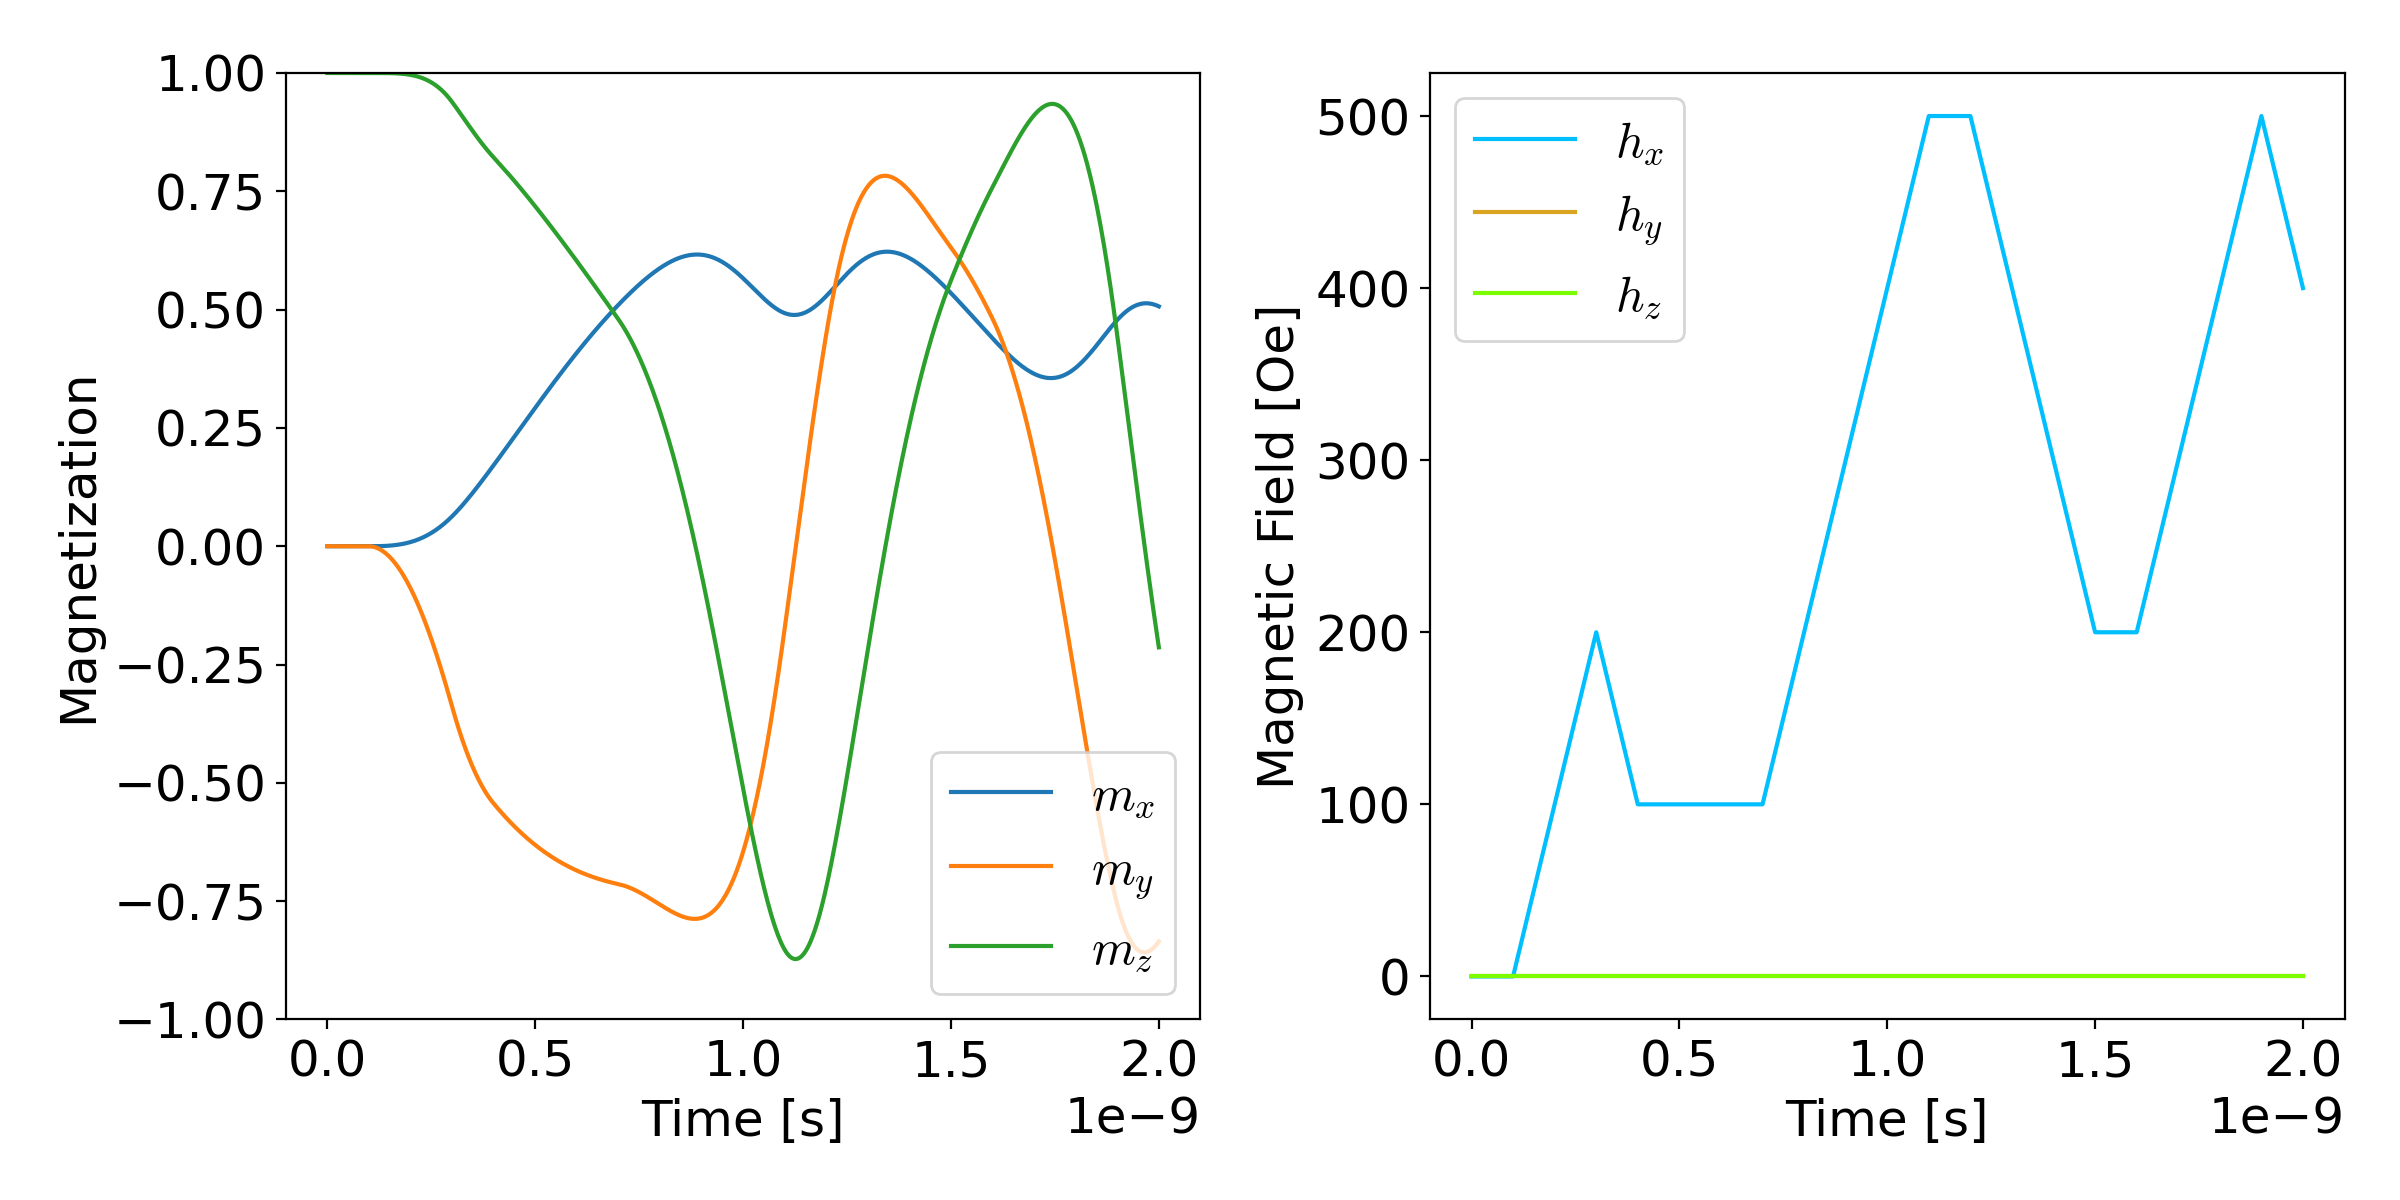 Magnetization
1.00
0.75
0.50
0.25
0.00
−0.25
−0.50
−0.75
−1.00
0.0 0.5 1.0 1.5 2.0
Time [s]
1e−9
m_x
m_y
m_z
Magnetic Field [Oe]
500
400
300
200
100
0
0.0 0.5 1.0 1.5 2.0
Time [s]
1e−9
h_x
h_y
h_z